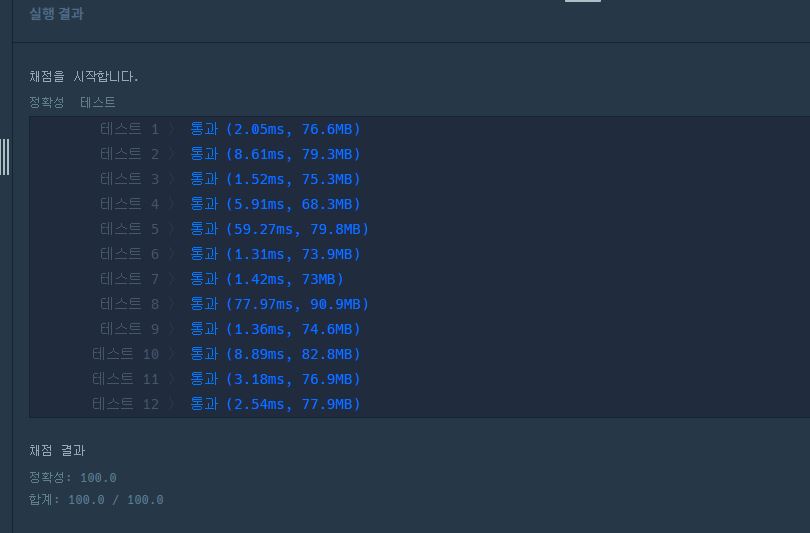 실행 결과
채점을 시작합니다.
정확성 테스트
테스트 1 〉 통과 (2.05ms, 76.6MB)
테스트 2 〉 통과 (8.61ms, 79.3MB)
테스트 3 〉 통과 (1.52ms, 75.3MB)
테스트 4 〉 통과 (5.91ms, 68.3MB)
테스트 5 〉 통과 (59.27ms, 79.8MB)
테스트 6 〉 통과 (1.31ms, 73.9MB)
테스트 7 〉 통과 (1.42ms, 73MB)
테스트 8 〉 통과 (77.97ms, 90.9MB)
테스트 9 〉 통과 (1.36ms, 74.6MB)
테스트 10 〉 통과 (8.89ms, 82.8MB)
테스트 11 〉 통과 (3.18ms, 76.9MB)
테스트 12 〉 통과 (2.54ms, 77.9MB)
채점 결과
정확성: 100.0
합계: 100.0 / 100.0